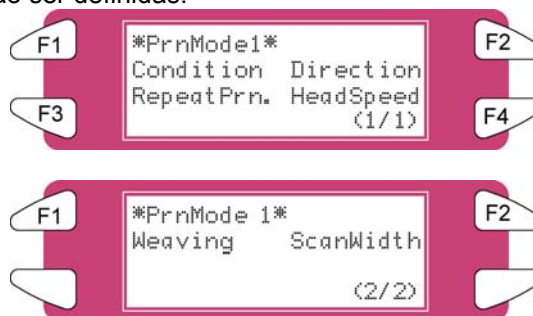 ão ser definidas.
F1 F2
*PrnMode1*
Condition Direction
RepeatPrn. HeadSpeed
(1/1)
F3 F4
F1 F2
*PrnMode 1*
Weaving ScanWidth
(2/2)